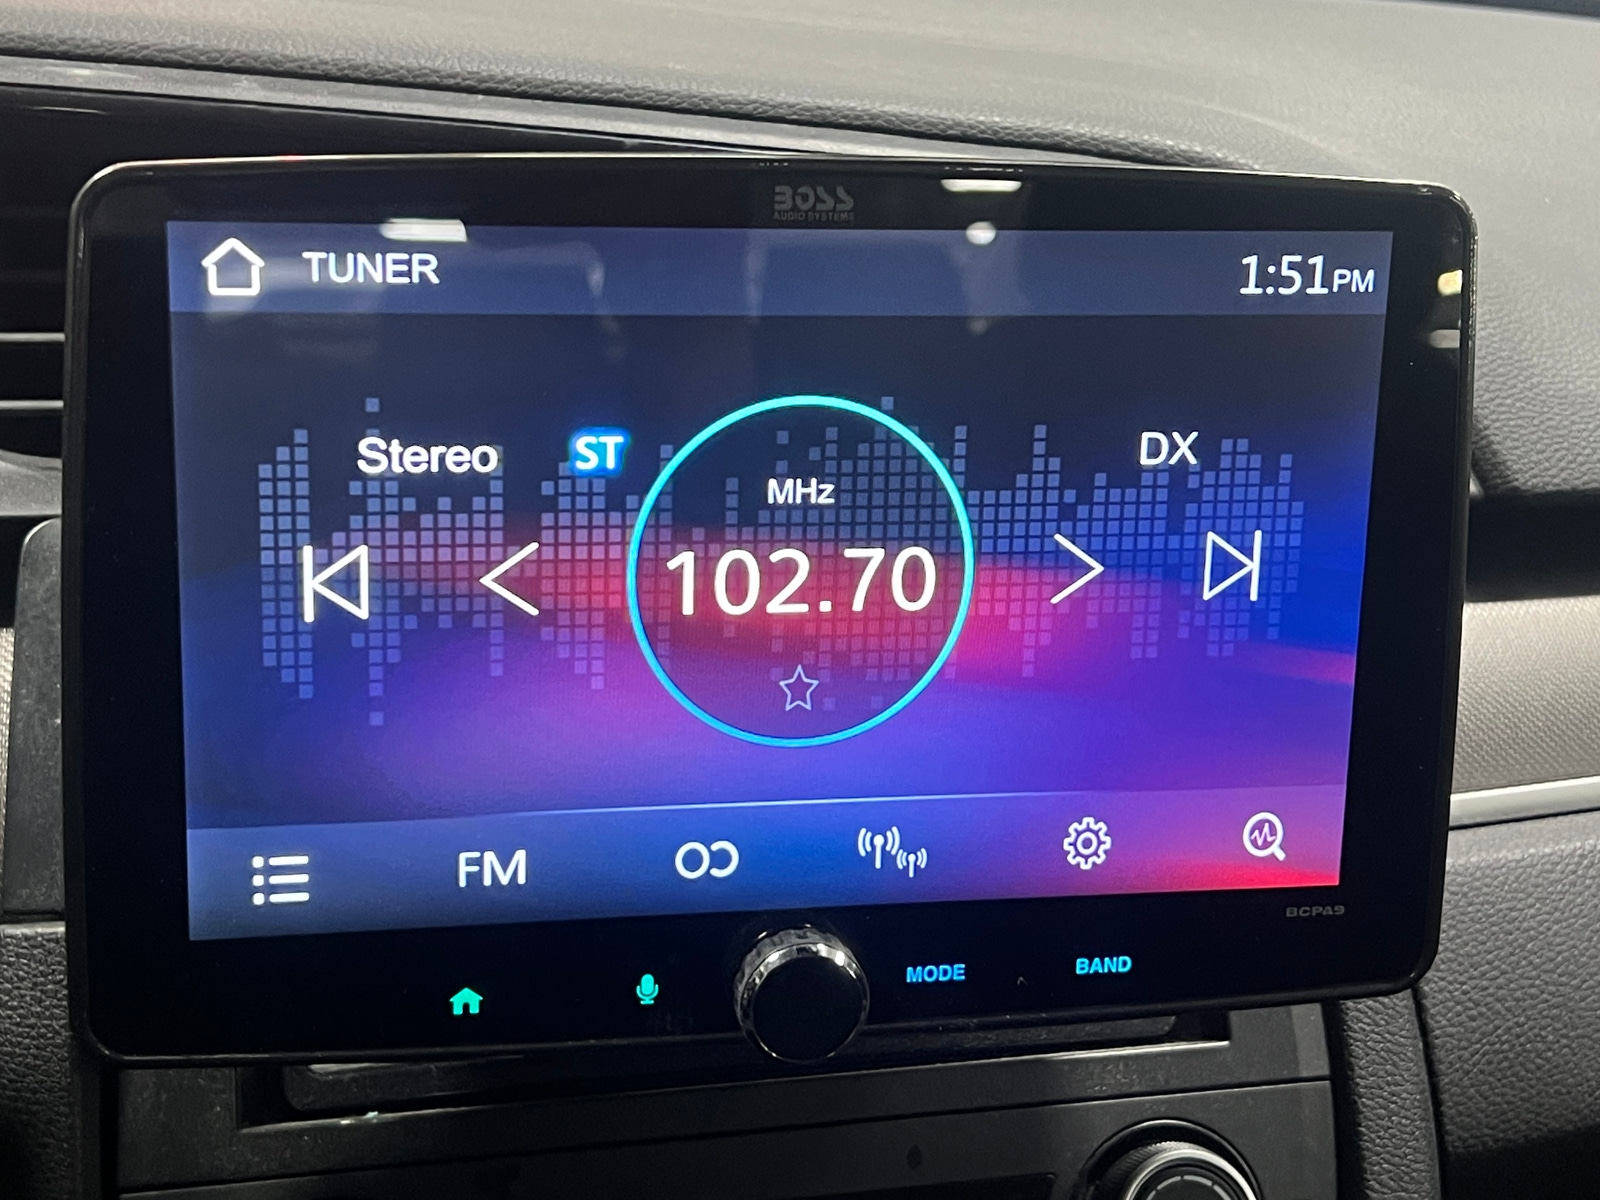 BOSS
AUDIO SYSTEMS
TUNER
1:51PM
Stereo ST
DX
MHz
102.70
FM
BCPA9
MODE
BAND